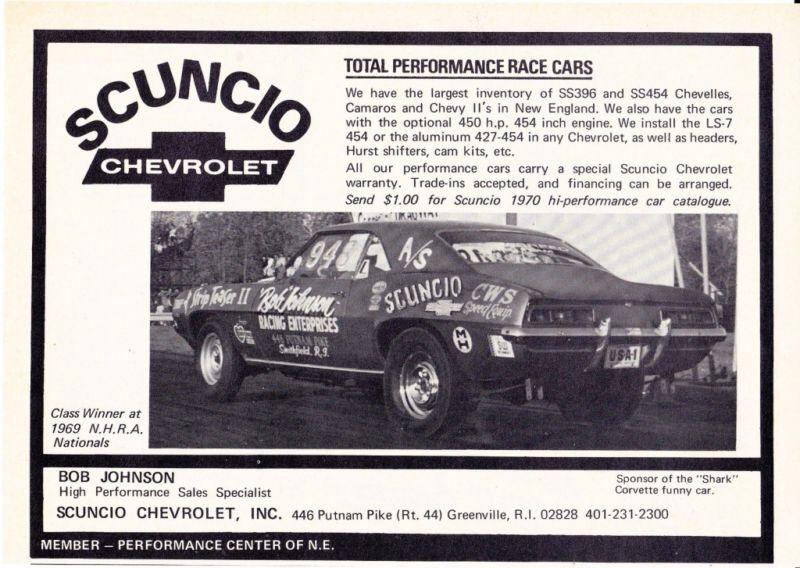 SCUNCIO
CHEVROLET
TOTAL PERFORMANCE RACE CARS
We have the largest inventory of SS396 and SS454 Chevelles,
Camaros and Chevy II's in New England. We also have the cars
with the optional 450 h.p. 454 inch engine. We install the LS-7
454 or the aluminum 427-454 in any Chevrolet, as well as headers,
Hurst shifters, cam kits, etc.
All our performance cars carry a special Scuncio Chevrolet
warranty. Trade-ins accepted, and financing can be arranged.
Send $1.00 for Scuncio 1970 hi-performance car catalogue.
943
A/S
Strip Teaser II
Bob Johnson
RACING ENTERPRISES
446 PUTNAM PIKE
Smithfield, R.I.
SCUNCIO
CWS
Speed Equip.
USA-1
Class Winner at
1969 N.H.R.A.
Nationals
BOB JOHNSON
High Performance Sales Specialist
Sponsor of the "Shark"
Corvette funny car.
SCUNCIO CHEVROLET, INC. 446 Putnam Pike (Rt. 44) Greenville, R.I. 02828 401-231-2300
MEMBER – PERFORMANCE CENTER OF N.E.